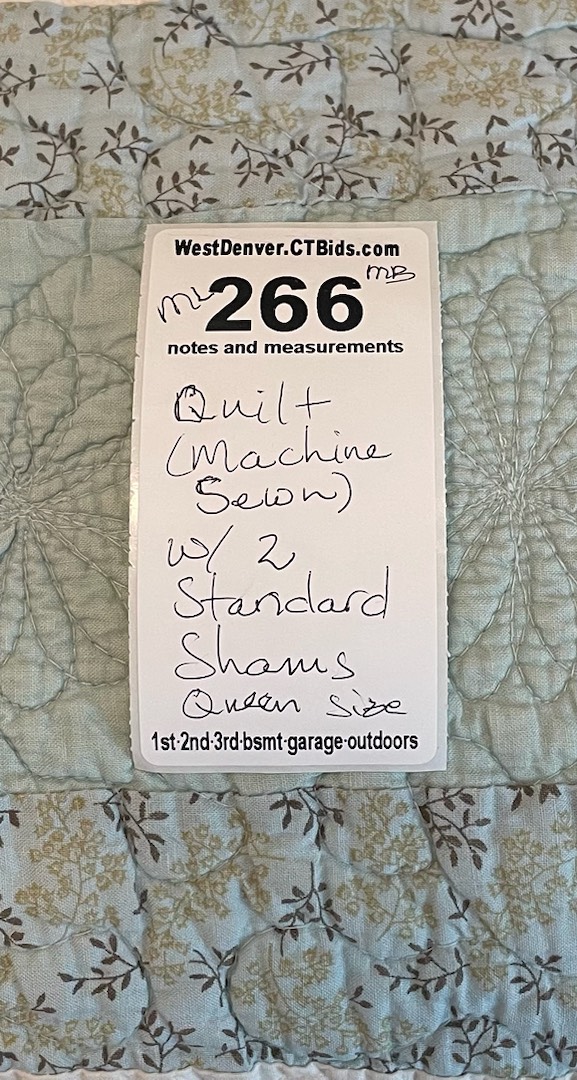 WestDenver.CTBids.com
ML 266 MB
notes and measurements
Quilt
(Machine
Sewn)
w/ 2
Standard
Shams
Queen size
1st·2nd·3rd·bsmt·garage·outdoors